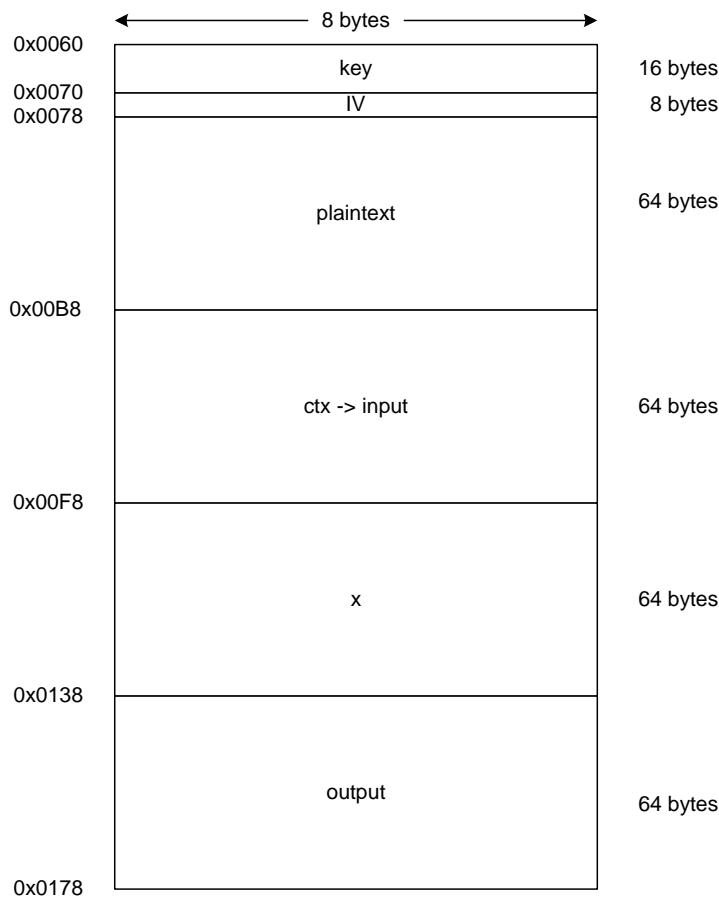 8 bytes
0x0060
key
16 bytes
0x0070
IV
8 bytes
0x0078
plaintext
64 bytes
0x00B8
ctx -> input
64 bytes
0x00F8
x
64 bytes
0x0138
output
64 bytes
0x0178